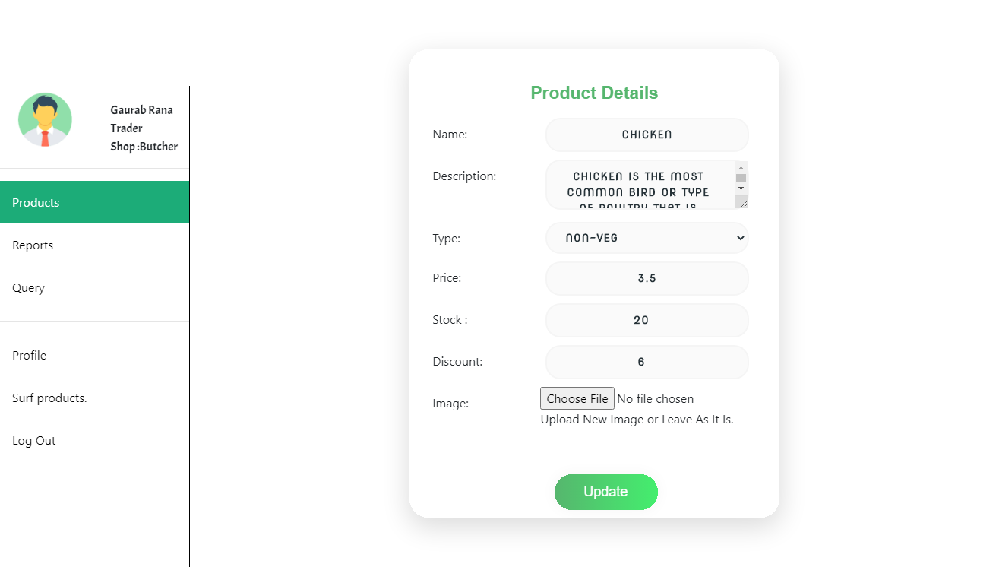 Gaurab Rana
Trader
Shop :Butcher
Products
Reports
Query
Profile
Surf products.
Log Out
Product Details
Name:
CHICKEN
Description:
CHICKEN IS THE MOST
COMMON BIRD OR TYPE
OF POULTRY THAT IS
Type:
NON-VEG
Price:
3.5
Stock :
20
Discount:
6
Image:
Choose File No file chosen
Upload New Image or Leave As It Is.
Update